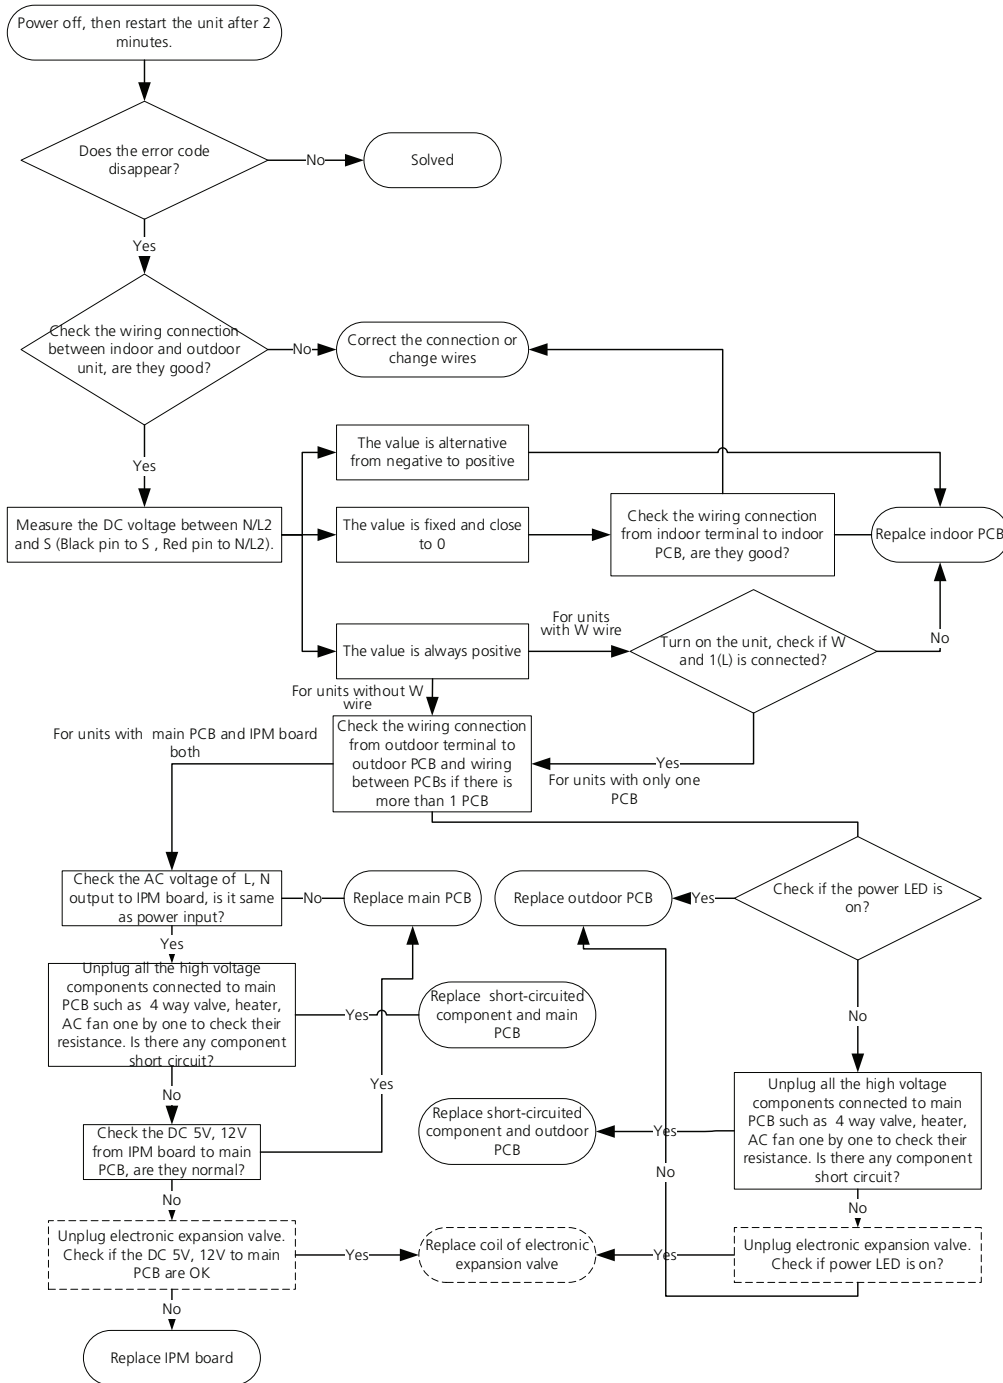 Power off, then restart the unit after 2
minutes.
Does the error code
disappear?
No
Solved
Yes
Check the wiring connection
between indoor and outdoor
unit, are they good?
No
Correct the connection or
change wires
Yes
The value is alternative
from negative to positive
Measure the DC voltage between N/L2
and S (Black pin to S , Red pin to N/L2).
The value is fixed and close
to 0
Check the wiring connection
from indoor terminal to indoor
PCB, are they good?
Repalce indoor PCB
The value is always positive
For units
with W wire
Turn on the unit, check if W
and 1(L) is connected?
No
For units without W
wire
For units with  main PCB and IPM board
both
Check the wiring connection
from outdoor terminal to
outdoor PCB and wiring
between PCBs if there is
more than 1 PCB
Yes
For units with only one
PCB
Check the AC voltage of  L, N
output to IPM board, is it same
as power input?
No
Replace main PCB
Replace outdoor PCB
Yes
Check if the power LED is
on?
Yes
Unplug all the high voltage
components connected to main
PCB such as  4 way valve, heater,
AC fan one by one to check their
resistance. Is there any component
short circuit?
Yes
Replace  short-circuited
component and main
PCB
No
No
Yes
Check the DC 5V, 12V
from IPM board to main
PCB, are they normal?
Replace short-circuited
component and outdoor
PCB
Yes
Unplug all the high voltage
components connected to main
PCB such as  4 way valve, heater,
AC fan one by one to check their
resistance. Is there any component
short circuit?
No
No
No
Unplug electronic expansion valve.
Check if the DC 5V, 12V to main
PCB are OK
Yes
Replace coil of electronic
expansion valve
Yes
Unplug electronic expansion valve.
Check if power LED is on?
No
Replace IPM board